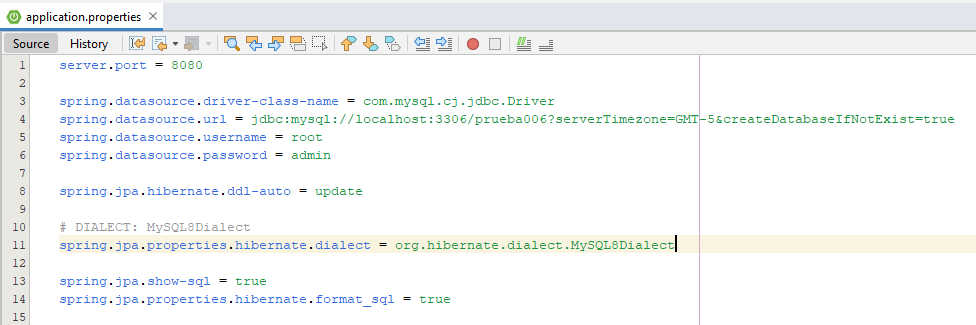 application.properties
Source History
1 server.port = 8080
2
3 spring.datasource.driver-class-name = com.mysql.cj.jdbc.Driver
4 spring.datasource.url = jdbc:mysql://localhost:3306/prueba006?serverTimezone=GMT-5&createDatabaseIfNotExist=true
5 spring.datasource.username = root
6 spring.datasource.password = admin
7
8 spring.jpa.hibernate.ddl-auto = update
9
10 # DIALECT: MySQL8Dialect
11 spring.jpa.properties.hibernate.dialect = org.hibernate.dialect.MySQL8Dialect
12
13 spring.jpa.show-sql = true
14 spring.jpa.properties.hibernate.format_sql = true
15